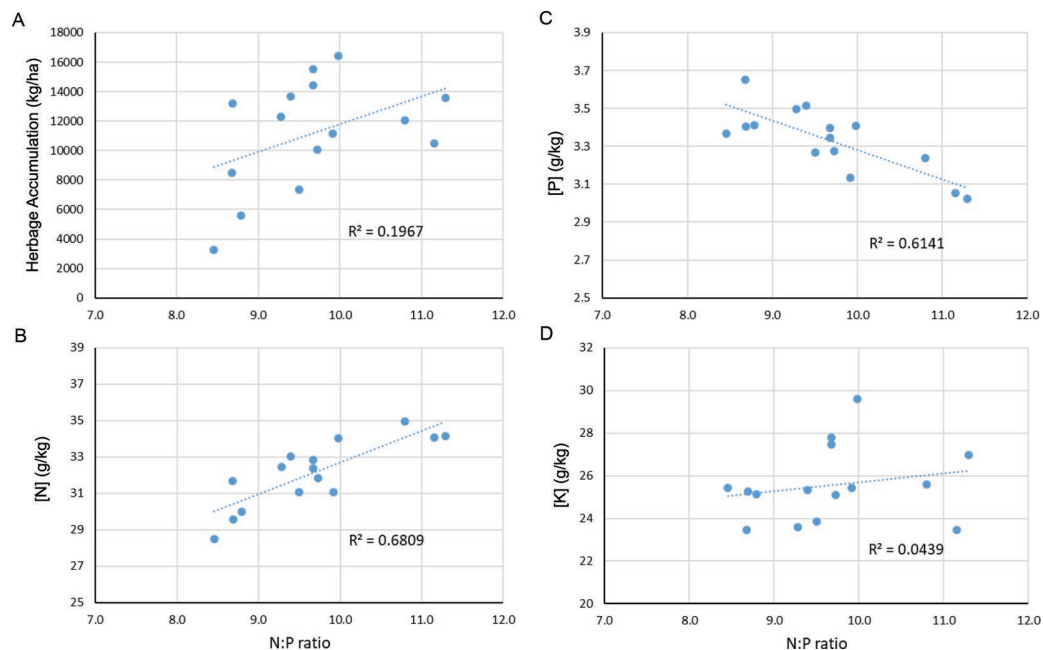 A
Herbage Accumulation (kg/ha)
18000
16000
14000
12000
10000
8000
6000
4000
2000
0
R² = 0.1967
7.0 8.0 9.0 10.0 11.0 12.0
B
[N] (g/kg)
39
37
35
33
31
29
27
25
R² = 0.6809
7.0 8.0 9.0 10.0 11.0 12.0
N:P ratio
C
[P] (g/kg)
3.9
3.7
3.5
3.3
3.1
2.9
2.7
2.5
R² = 0.6141
7.0 8.0 9.0 10.0 11.0 12.0
D
[K] (g/kg)
32
30
28
26
24
22
20
R² = 0.0439
7.0 8.0 9.0 10.0 11.0 12.0
N:P ratio